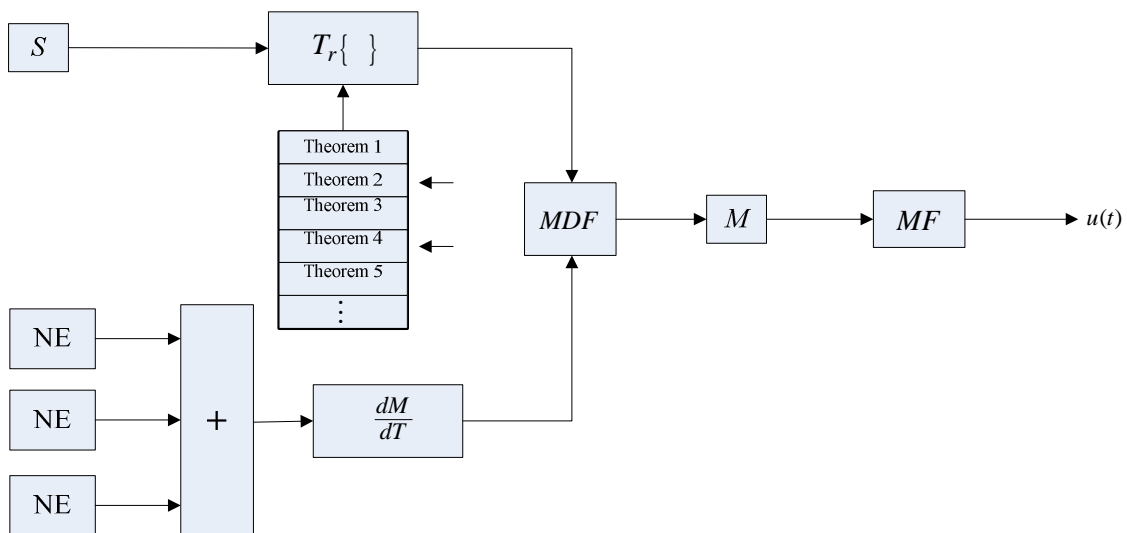 S
T_r{ }
Theorem 1
Theorem 2
Theorem 3
Theorem 4
Theorem 5
⋮
MDF
M
MF
u(t)
NE
NE
NE
+
dM
dT